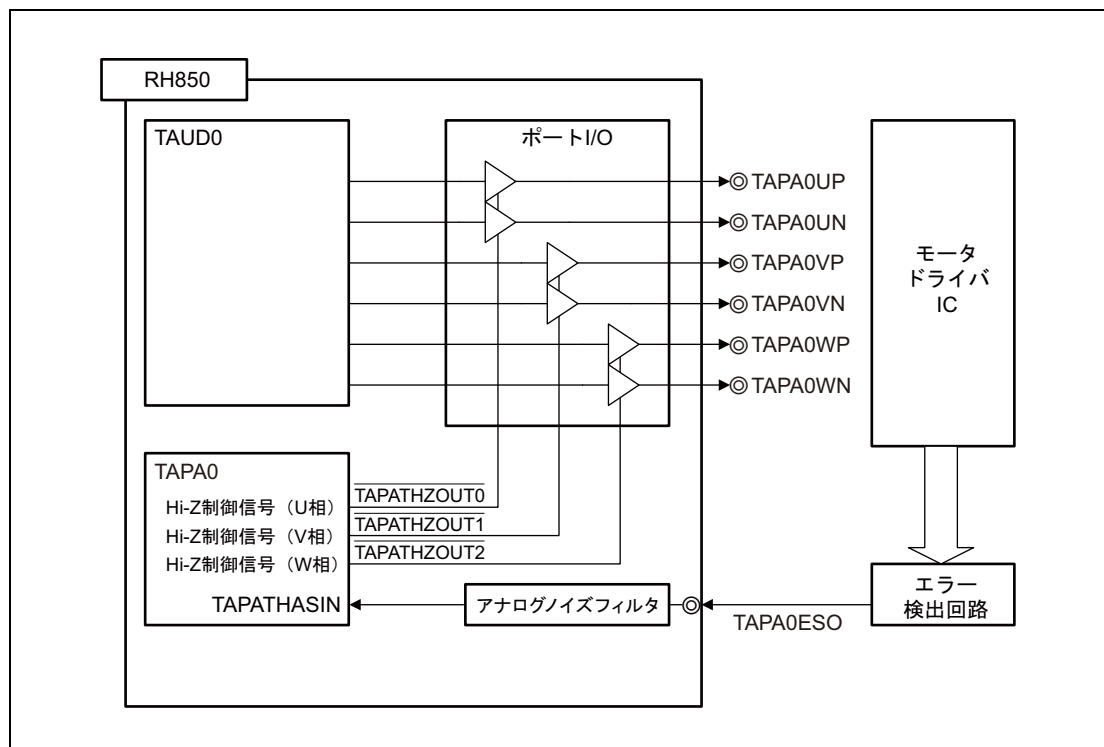 RH850
TAUD0
ポートI/O
TAPA0UP
TAPA0UN
TAPA0VP
TAPA0VN
TAPA0WP
TAPA0WN
モータ
ドライバ
IC
TAPA0
Hi-Z制御信号（U相）
TAPATHZOUT0
Hi-Z制御信号（V相）
TAPATHZOUT1
Hi-Z制御信号（W相）
TAPATHZOUT2
TAPATHASIN
アナログノイズフィルタ
TAPA0ESO
エラー
検出回路